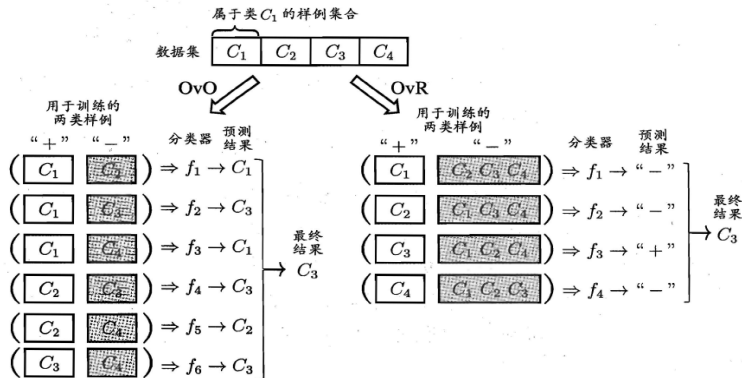 属于类 C₁ 的样例集合
数据集 C₁ C₂ C₃ C₄
OvO OvR
用于训练的
两类样例
“+” “−” 分类器 预测
结果
(C₁ C₂) ⇒ f₁ → C₁
(C₁ C₃) ⇒ f₂ → C₃
(C₁ C₄) ⇒ f₃ → C₁
(C₂ C₃) ⇒ f₄ → C₃
(C₂ C₄) ⇒ f₅ → C₂
(C₃ C₄) ⇒ f₆ → C₃
最终
结果
C₃
用于训练的
两类样例
“+” “−” 分类器 预测
结果
(C₁ C₂ C₃ C₄) ⇒ f₁ → “−”
(C₂ C₁ C₃ C₄) ⇒ f₂ → “−”
(C₃ C₁ C₂ C₄) ⇒ f₃ → “+”
(C₄ C₁ C₂ C₃) ⇒ f₄ → “−”
最终
结果
C₃